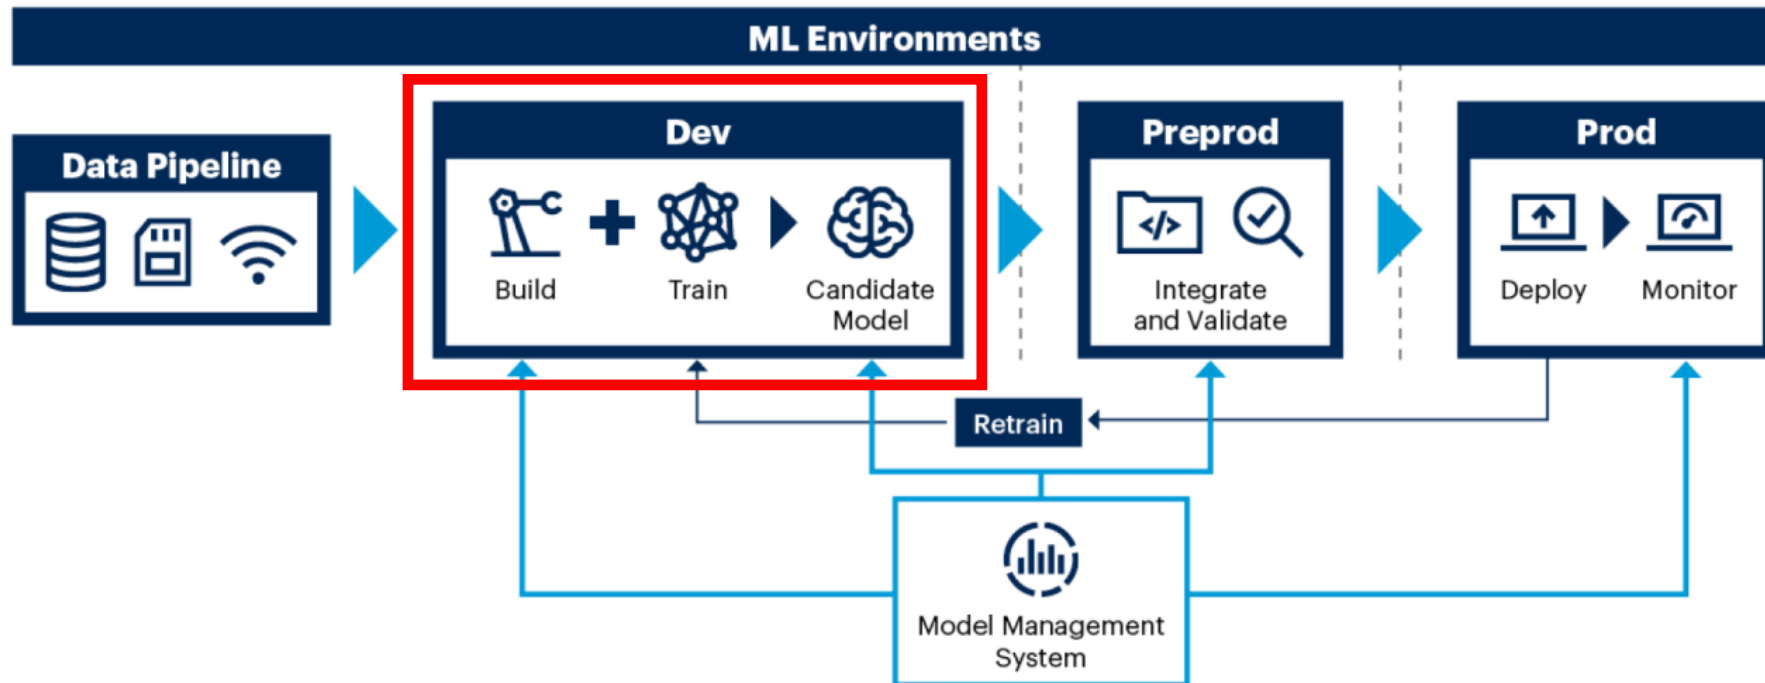 ML Environments
Data Pipeline
Dev
Build
Train
Candidate
Model
Preprod
</>
Integrate
and Validate
Prod
Deploy
Monitor
Retrain
Model Management
System